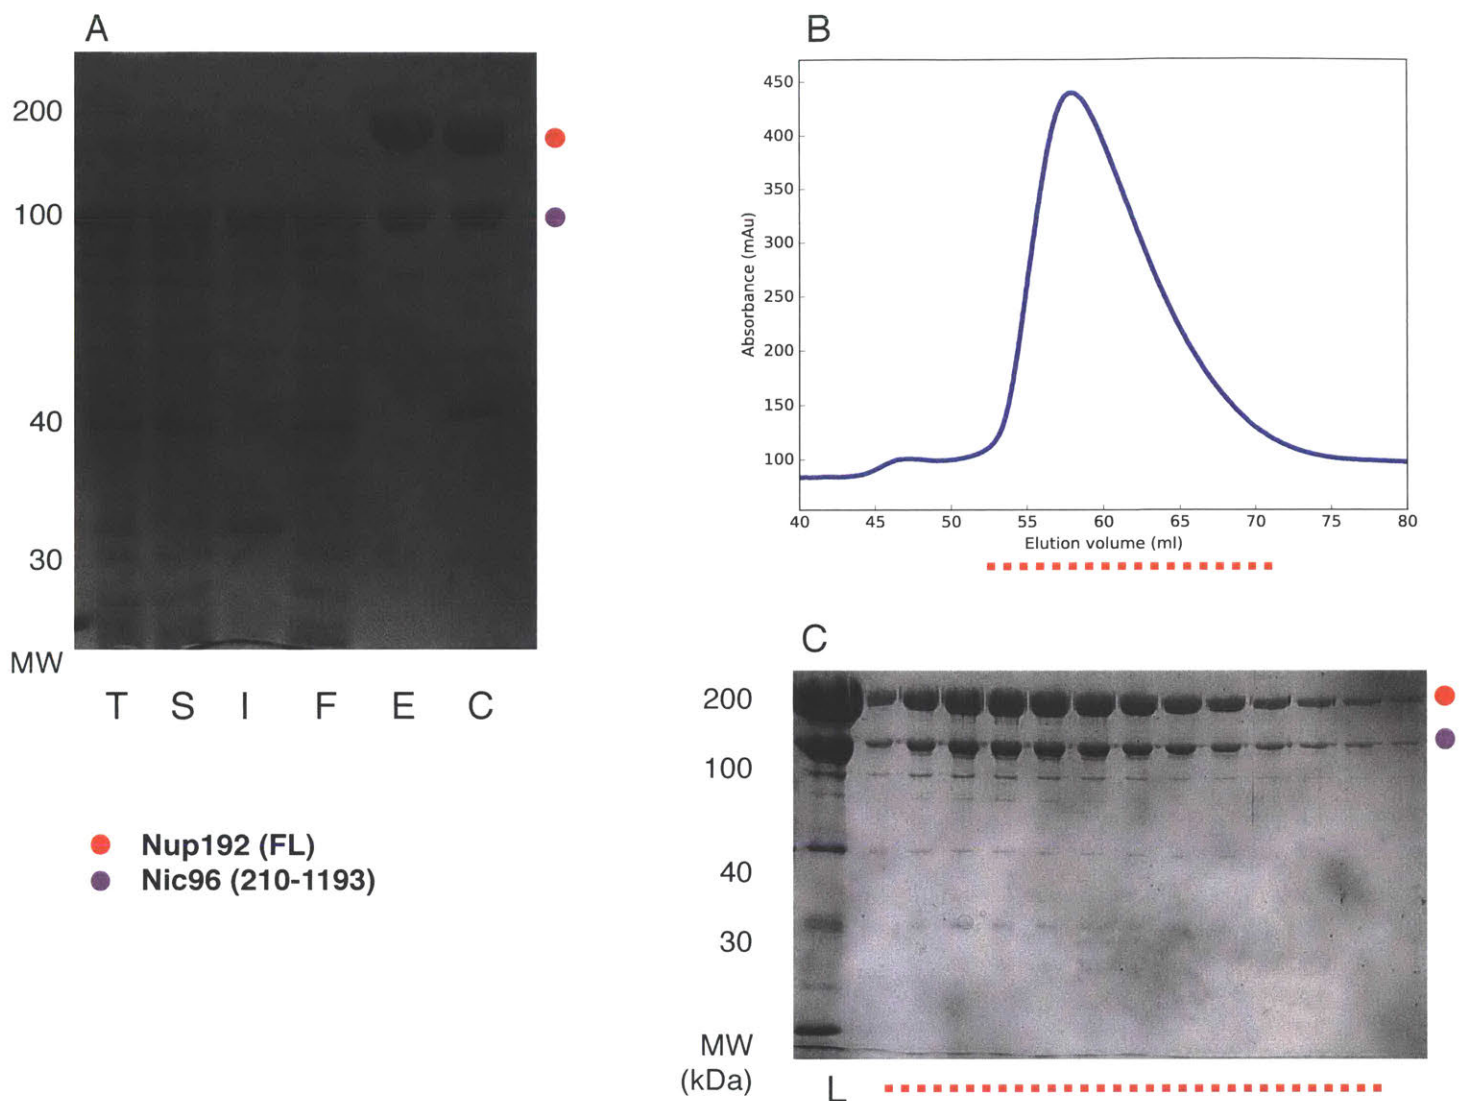 A
200
100
40
30
MW
T S I F E C
Nup192 (FL)
Nic96 (210-1193)
B
450
400
350
300
250
200
150
100
Absorbance (mAu)
40 45 50 55 60 65 70 75 80
Elution volume (ml)
C
200
100
40
30
MW
(kDa)
L